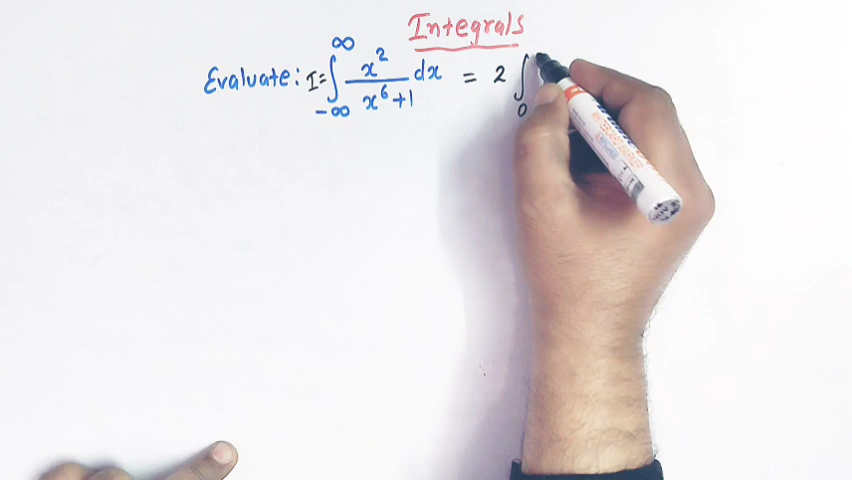 Integrals
Evaluate: I = ∫_{-∞}^{∞} x²/(x⁶+1) dx = 2 ∫_0